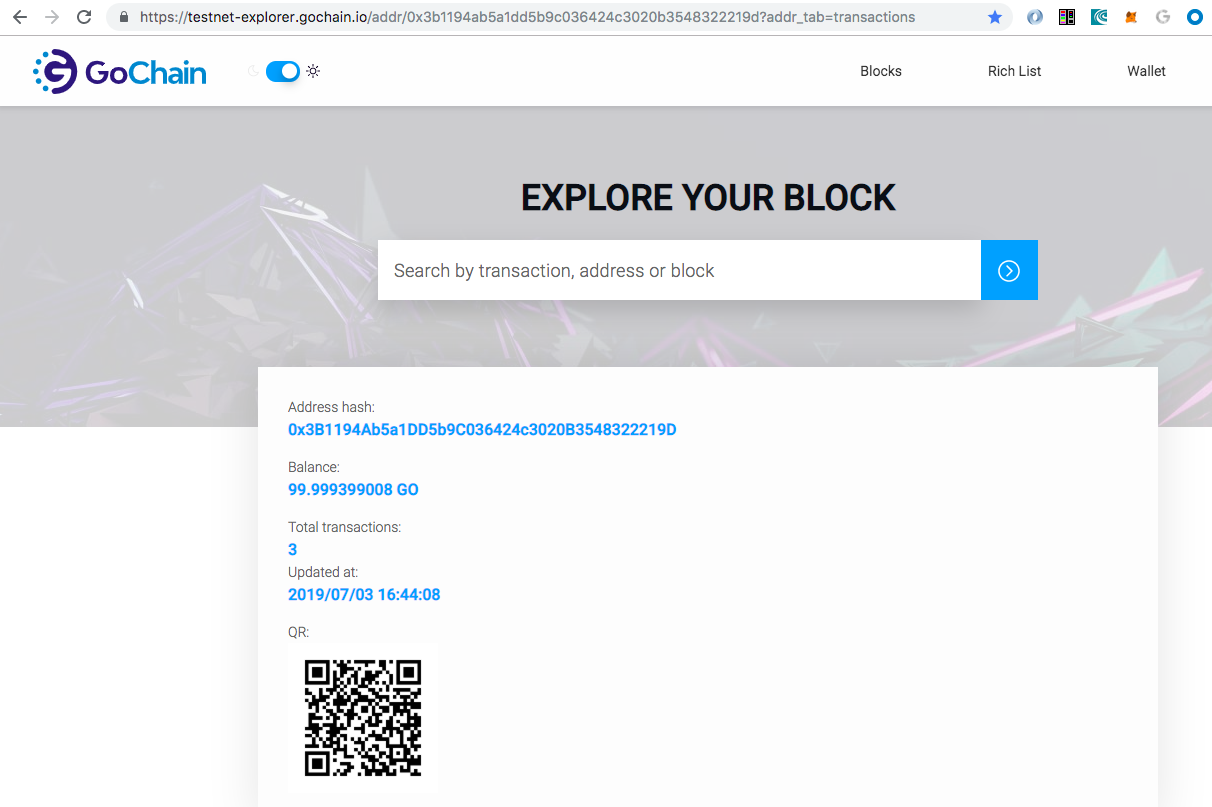 https://testnet-explorer.gochain.io/addr/0x3b1194ab5a1dd5b9c036424c3020b3548322219d?addr_tab=transactions
GoChain
Blocks
Rich List
Wallet
EXPLORE YOUR BLOCK
Search by transaction, address or block
Address hash:
0x3B1194Ab5a1DD5b9C036424c3020B3548322219D
Balance:
99.999399008 GO
Total transactions:
3
Updated at:
2019/07/03 16:44:08
QR: